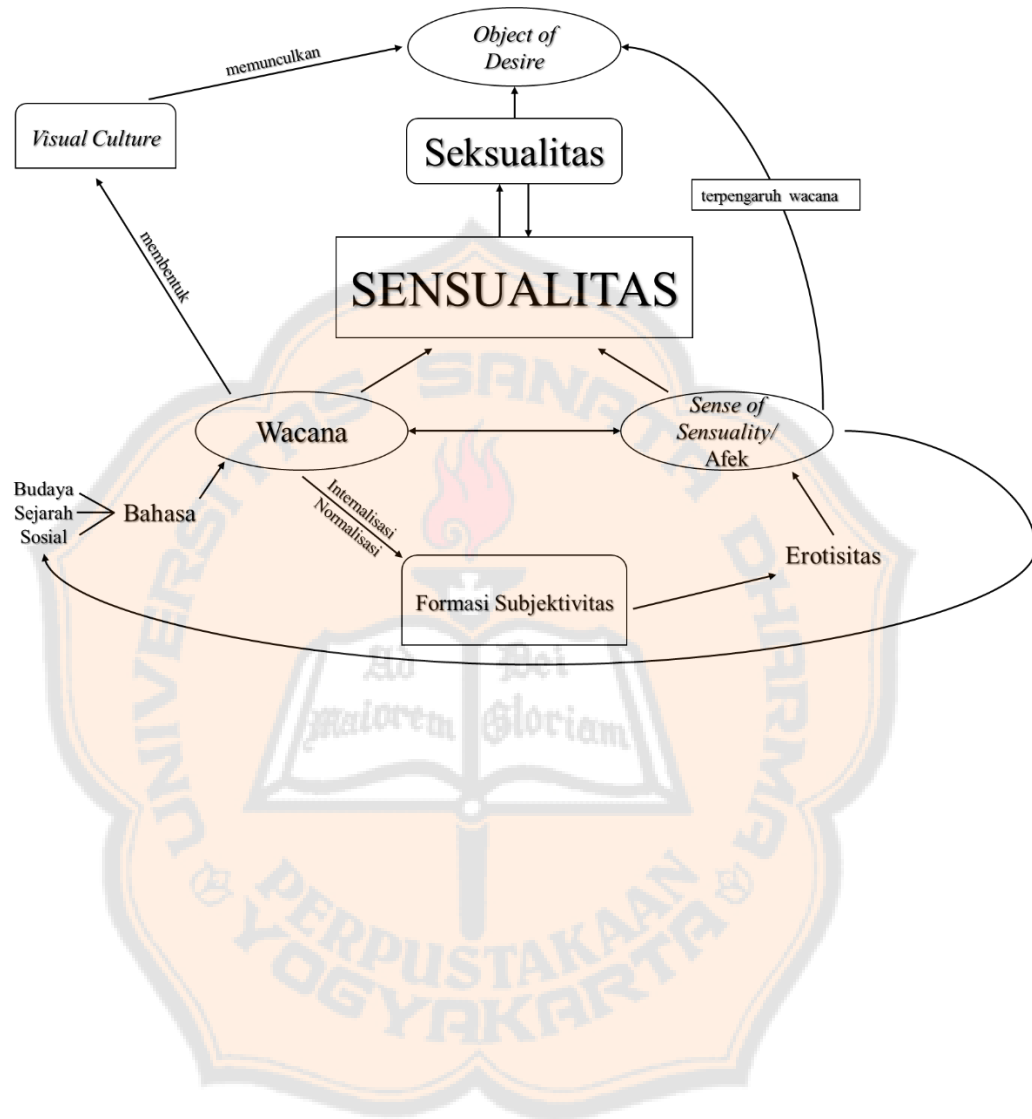 Object of
Desire
memunculkan
Visual Culture
Seksualitas
terpengaruh wacana
membentuk
SENSUALITAS
Wacana
Sense of
Sensuality/
Afek
Budaya
Sejarah
Sosial
Bahasa
Internalisasi
Normalisasi
Erotisitas
Formasi Subjektivitas
UNIVERSITAS SANATA DHARMA
Ad Dei
Maiorem Gloriam
PERPUSTAKAAN
YOGYAKARTA